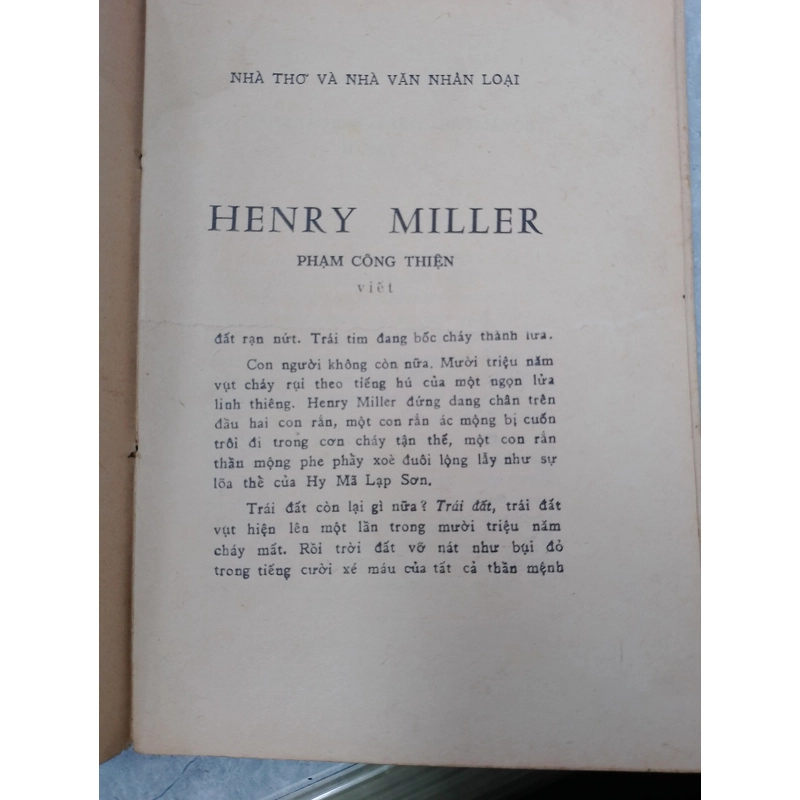 NHÀ THƠ VÀ NHÀ VĂN NHÂN LOẠI
HENRY MILLER
PHẠM CÔNG THIỆN
viết
đất rạn nứt. Trái tim đang bốc cháy thành lửa.
Con người không còn nữa. Mười triệu năm
vụt cháy rụi theo tiếng hú của một ngọn lửa
linh thiêng. Henry Miller đứng dang chân trên
đầu hai con rắn, một con rắn ác mộng bị cuốn
trôi đi trong cơn cháy tận thế, một con rắn
thần mộng phe phẩy xoè đuôi lộng lẫy như sự
lõa thể của Hy Mã Lạp Sơn.
Trái đất còn lại gì nữa? Trái đất, trái đất
vụt hiện lên một lần trong mười triệu năm
cháy mất. Rồi trời đất vỡ nát như bụi đỏ
trong tiếng cười xé máu của tất cả thần mệnh